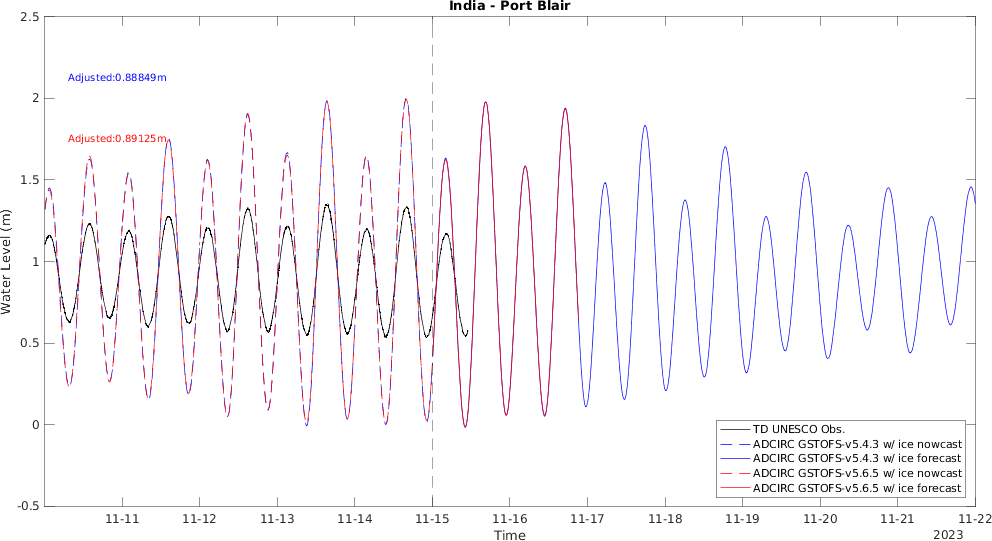 India - Port Blair
2.5
2
1.5
1
0.5
0
-0.5
Water Level (m)
Adjusted:0.88849m
Adjusted:0.89125m
TD UNESCO Obs.
ADCIRC GSTOFS-v5.4.3 w/ ice nowcast
ADCIRC GSTOFS-v5.4.3 w/ ice forecast
ADCIRC GSTOFS-v5.6.5 w/ ice nowcast
ADCIRC GSTOFS-v5.6.5 w/ ice forecast
11-11 11-12 11-13 11-14 11-15 11-16 11-17 11-18 11-19 11-20 11-21 11-22
Time
2023